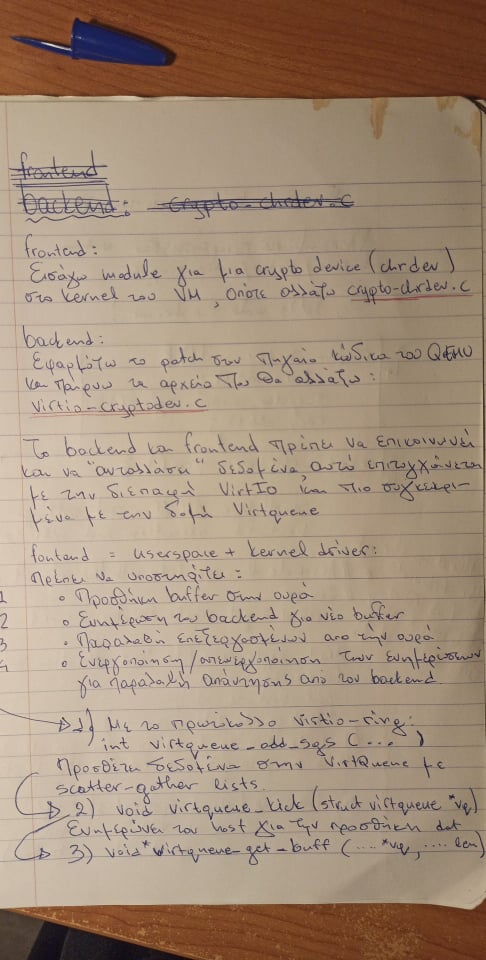 frontend
backend: crypto-chrdev.c
frontend:
Εισάγω module για μια crypto device (chrdev)
στο kernel του VM, οπότε αλλάζω crypto-chrdev.c
backend:
Εφαρμόζω το patch στον πηγαίο κώδικα του QEMU
και παίρνω τα αρχεία που θα αλλάξω:
virtio-cryptodev.c
Το backend και frontend πρέπει να επικοινωνεί
και να "ανταλλάσει" δεδομένα, αυτό επιτυγχάνεται
με την διεπαφή VirtIO και πιο συγκεκρι-
μένα με την δομή Virtqueue
fontend = userspace + kernel driver:
πρέπει να υποστηρίζει:
1 • Προσθήκη buffer στην ουρά
2 • Ενημέρωση του backend για νέο buffer
3 • Παραλαβή επεξεργασμένων απο την ουρά
4 • Ενεργοποίηση/απενεργοποίηση των ενημερώσεων
για παραλαβή απάντησης απο τον backend
1) Με το πρωτόκολλο virtio-ring:
int virtqueue_add_sgs (...)
Προσθέτει δεδομένα στην VirtQueue με
scatter-gather lists.
2) void virtqueue_kick (struct virtqueue *vq)
Ενημερώνει τον host για την προσθήκη dat
3) void* virtqueue_get_buff (....*vq, .... len)